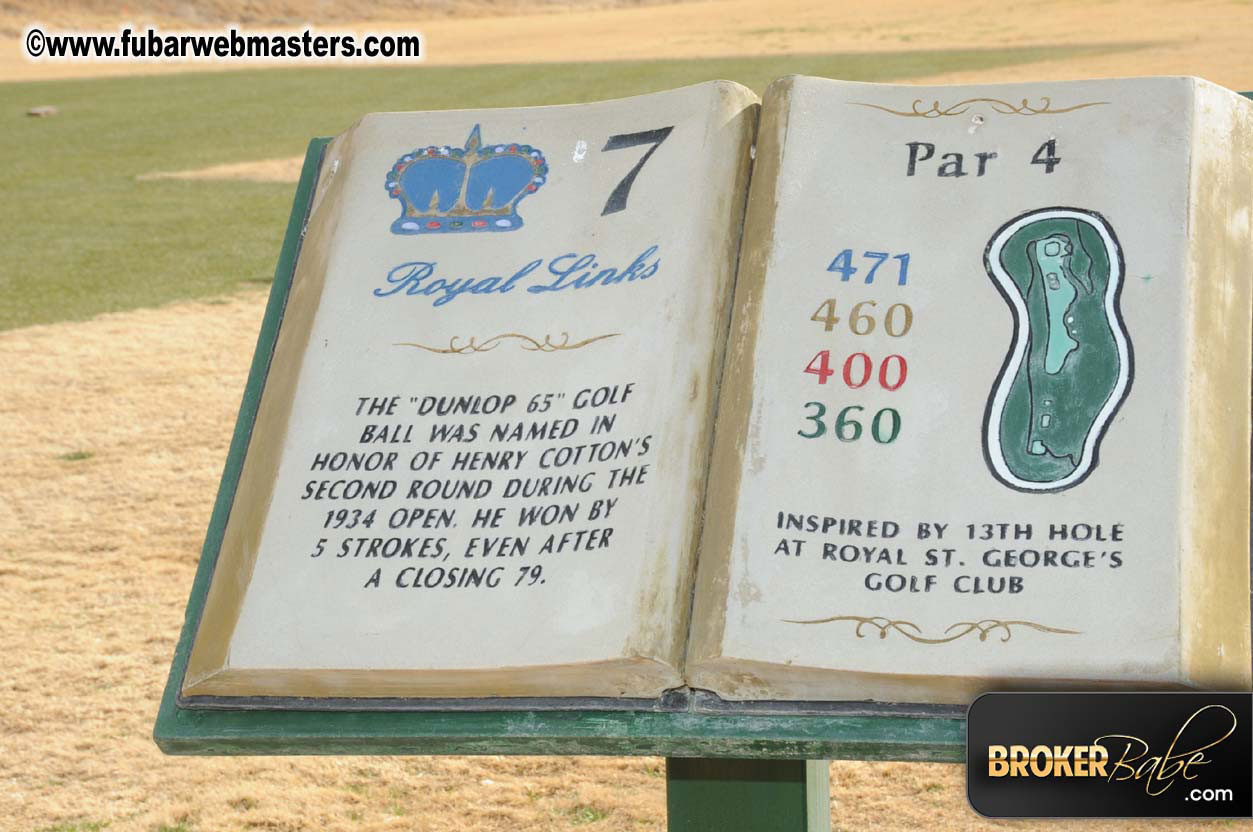 ©www.fubarwebmasters.com
7
Royal Links
THE "DUNLOP 65" GOLF
BALL WAS NAMED IN
HONOR OF HENRY COTTON'S
SECOND ROUND DURING THE
1934 OPEN. HE WON BY
5 STROKES, EVEN AFTER
A CLOSING 79.
Par 4
471
460
400
360
INSPIRED BY 13TH HOLE
AT ROYAL ST. GEORGE'S
GOLF CLUB
BROKERBabe
.com